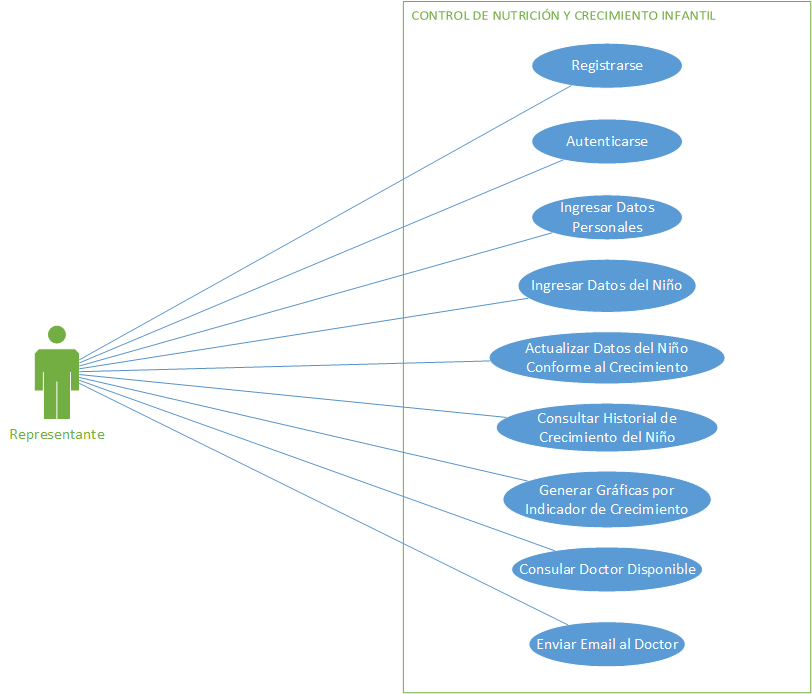 CONTROL DE NUTRICIÓN Y CRECIMIENTO INFANTIL
Registrarse
Autenticarse
Ingresar Datos
Personales
Ingresar Datos del Niño
Actualizar Datos del Niño
Conforme al Crecimiento
Consultar Historial de
Crecimiento del Niño
Generar Gráficas por
Indicador de Crecimiento
Consular Doctor Disponible
Enviar Email al Doctor
Representante